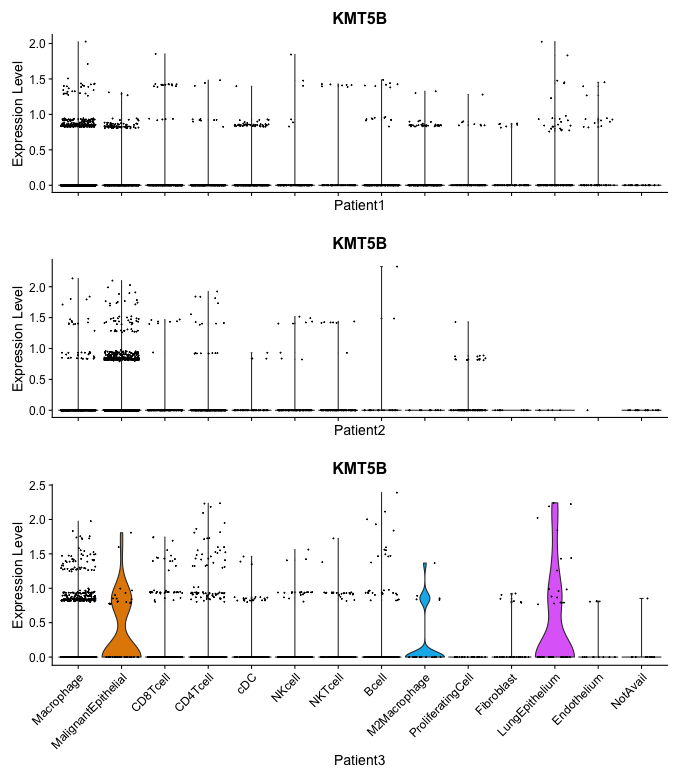 KMT5B
Expression Level
2.0
1.5
1.0
0.5
0.0
Patient1
KMT5B
Expression Level
2.0
1.5
1.0
0.5
0.0
Patient2
KMT5B
Expression Level
2.5
2.0
1.5
1.0
0.5
0.0
Macrophage
MalignantEpithelial
CD8Tcell
CD4Tcell
cDC
NKcell
NKTcell
Bcell
M2Macrophage
ProliferatingCell
Fibroblast
LungEpithelium
Endothelium
NotAvail
Patient3